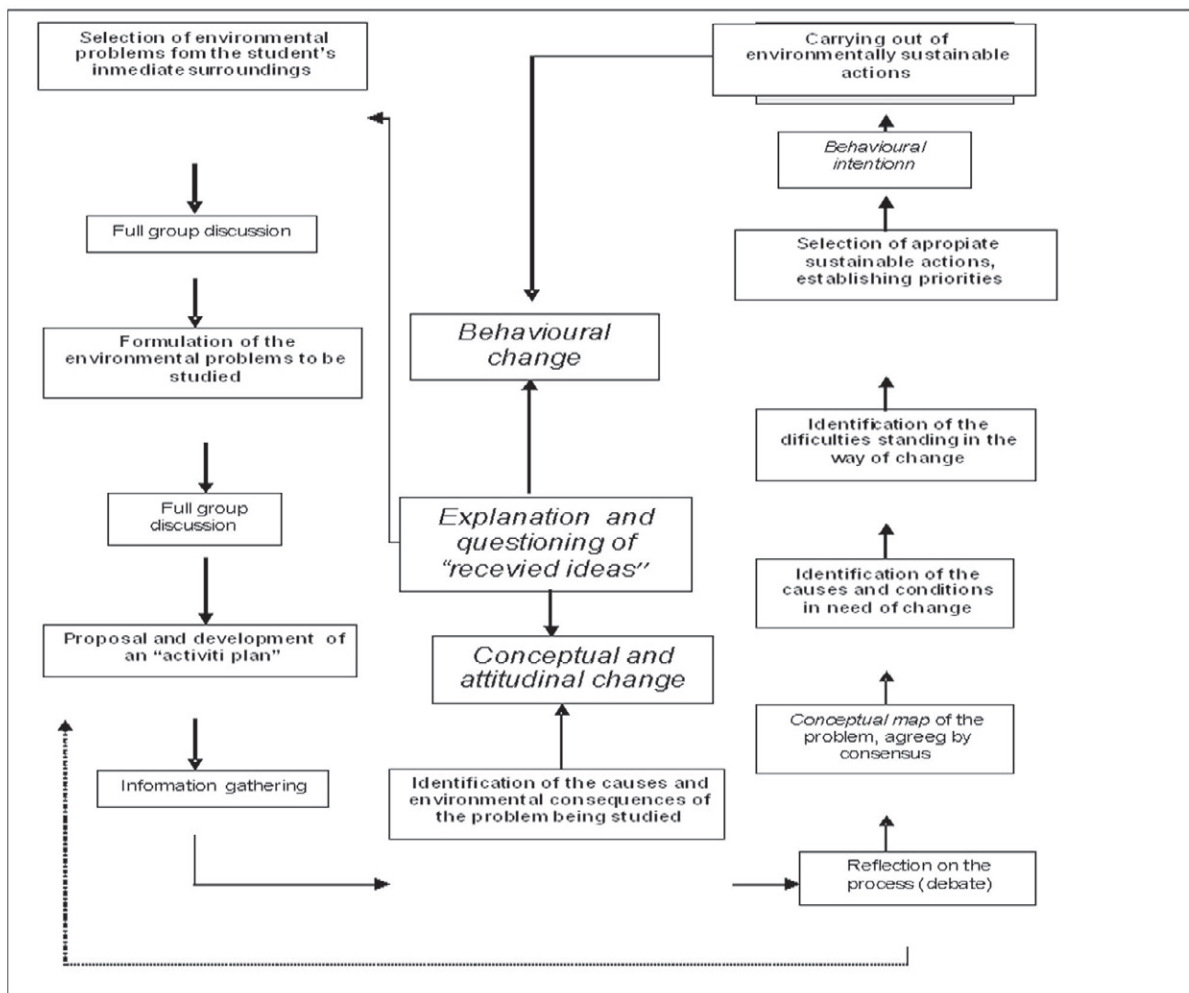 Selection of environmental
problems fom the student's
inmediate surroundings
Full group discussion
Formulation of the
environmental problems to be
studied
Full group
discussion
Proposal and development of
an “activiti plan”
Information gathering
Behavioural
change
Explanation and
questioning of
“recevied ideas”
Conceptual and
attitudinal change
Identification of the causes and
environmental consequences of
the problem being studied
Carrying out of
environmentally sustainable
actions
Behavioural
intentionn
Selection of apropiate
sustainable actions,
establishing priorities
Identification of the
dificulties standing in the
way of change
Identification of the
causes and conditions
in need of change
Conceptual map of the
problem, agreeg by
consensus
Reflection on the
process (debate)